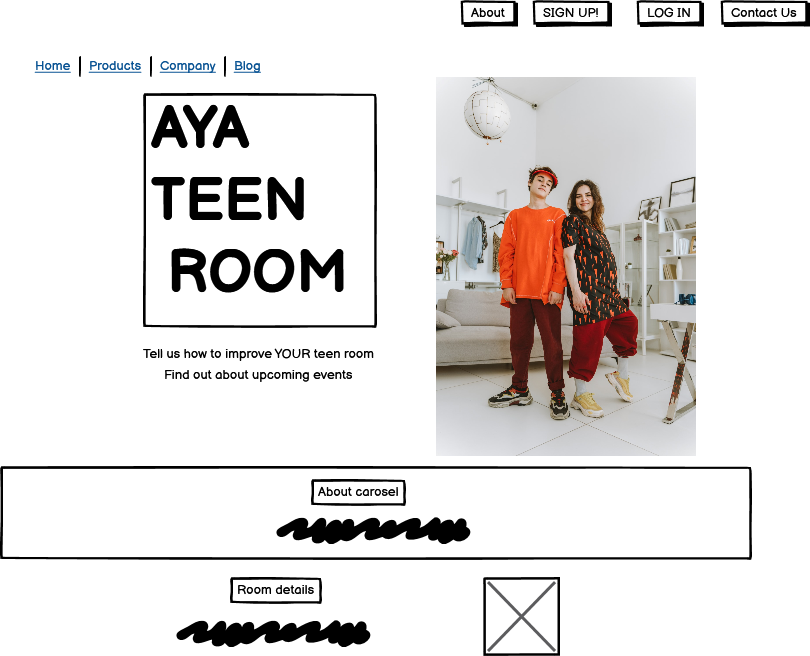 About SIGN UP! LOG IN Contact Us
Home Products Company Blog
AYA
TEEN
ROOM
Tell us how to improve YOUR teen room
Find out about upcoming events
About carosel
Room details